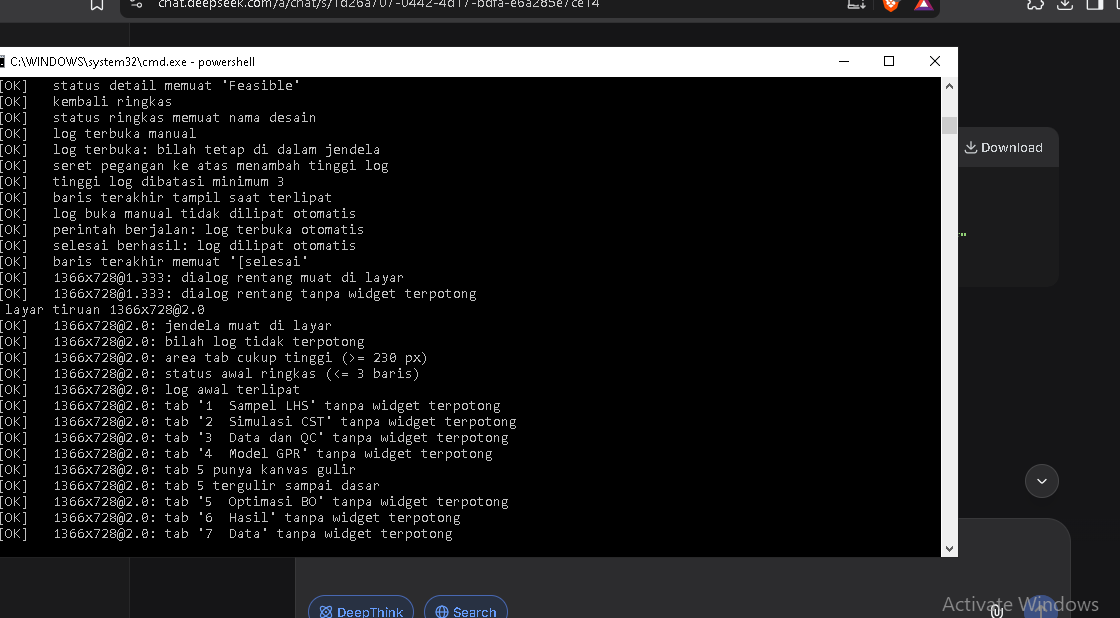 chat.deepseek.com/a/chat/s/1d26a707-0442-4d17-bdfa-e6a285e7ce14
C:\WINDOWS\system32\cmd.exe - powershell
[OK] status detail memuat 'Feasible'
[OK] kembali ringkas
[OK] status ringkas memuat nama desain
[OK] log terbuka manual
[OK] log terbuka: bilah tetap di dalam jendela
[OK] seret pegangan ke atas menambah tinggi log
[OK] tinggi log dibatasi minimum 3
[OK] baris terakhir tampil saat terlipat
[OK] log buka manual tidak dilipat otomatis
[OK] perintah berjalan: log terbuka otomatis
[OK] selesai berhasil: log dilipat otomatis
[OK] baris terakhir memuat '[selesai'
[OK] 1366x728@1.333: dialog rentang muat di layar
[OK] 1366x728@1.333: dialog rentang tanpa widget terpotong
layar tiruan 1366x728@2.0
[OK] 1366x728@2.0: jendela muat di layar
[OK] 1366x728@2.0: bilah log tidak terpotong
[OK] 1366x728@2.0: area tab cukup tinggi (>= 230 px)
[OK] 1366x728@2.0: status awal ringkas (<= 3 baris)
[OK] 1366x728@2.0: log awal terlipat
[OK] 1366x728@2.0: tab '1  Sampel LHS' tanpa widget terpotong
[OK] 1366x728@2.0: tab '2  Simulasi CST' tanpa widget terpotong
[OK] 1366x728@2.0: tab '3  Data dan QC' tanpa widget terpotong
[OK] 1366x728@2.0: tab '4  Model GPR' tanpa widget terpotong
[OK] 1366x728@2.0: tab 5 punya kanvas gulir
[OK] 1366x728@2.0: tab 5 tergulir sampai dasar
[OK] 1366x728@2.0: tab '5  Optimasi BO' tanpa widget terpotong
[OK] 1366x728@2.0: tab '6  Hasil' tanpa widget terpotong
[OK] 1366x728@2.0: tab '7  Data' tanpa widget terpotong
Download
DeepThink
Search
Activate Windows